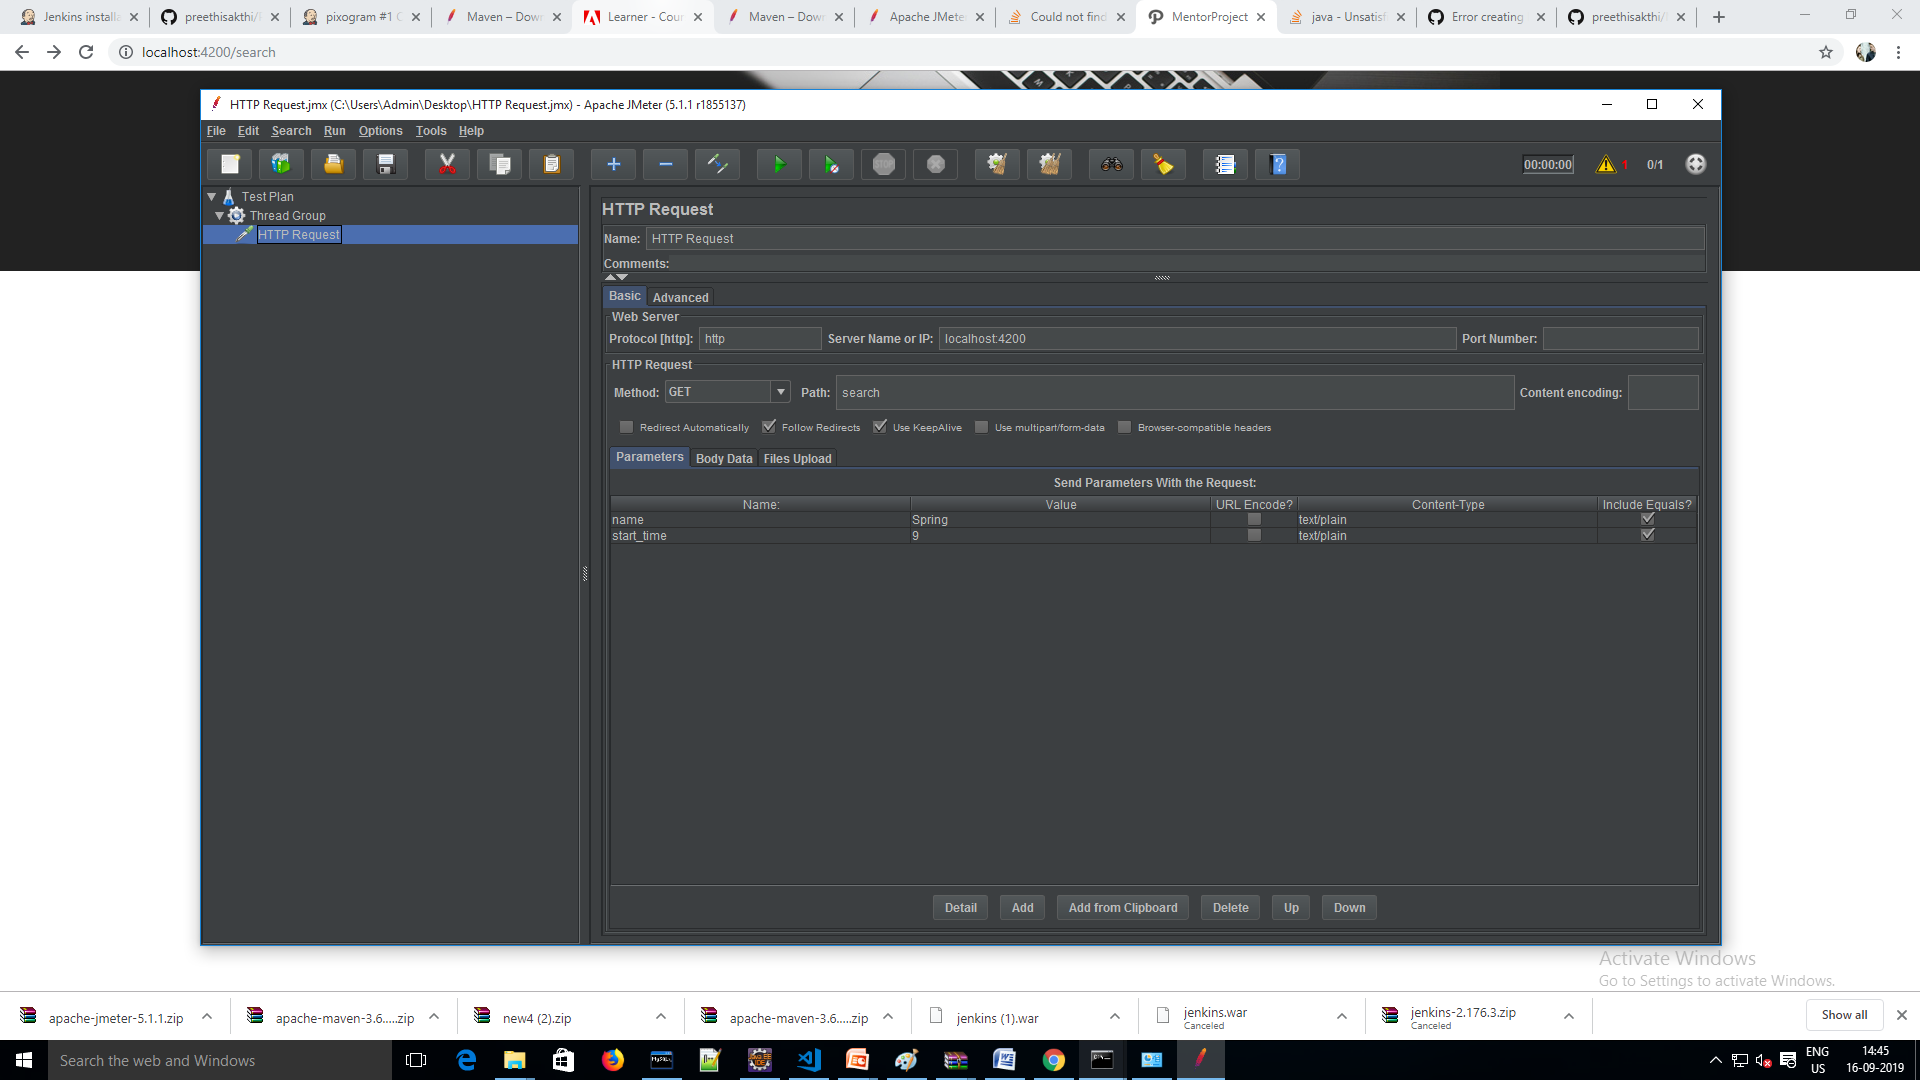 Jenkins installa
preethisakthi/
pixogram #1 C
Maven – Dow
Learner - Cour
Maven – Dow
Apache JMete
Could not find
MentorProject
java - Unsatisf
Error creating
preethisakthi/
localhost:4200/search
HTTP Request.jmx (C:\Users\Admin\Desktop\HTTP Request.jmx) - Apache JMeter (5.1.1 r1855137)
File Edit Search Run Options Tools Help
STOP
00:00:00 1 0/1
Test Plan
Thread Group
HTTP Request
HTTP Request
Name: HTTP Request
Comments:
Basic Advanced
Web Server
Protocol [http]: http Server Name or IP: localhost:4200 Port Number:
HTTP Request
Method: GET Path: search Content encoding:
Redirect Automatically Follow Redirects Use KeepAlive Use multipart/form-data Browser-compatible headers
Parameters Body Data Files Upload
Send Parameters With the Request:
Name: Value URL Encode? Content-Type Include Equals?
name Spring text/plain
start_time 9 text/plain
Detail Add Add from Clipboard Delete Up Down
Activate Windows
Go to Settings to activate Windows.
apache-jmeter-5.1.1.zip
apache-maven-3.6.....zip
new4 (2).zip
apache-maven-3.6.....zip
jenkins (1).war
jenkins.war
Canceled
jenkins-2.176.3.zip
Canceled
Show all
Search the web and Windows
ENG
US
14:45
16-09-2019